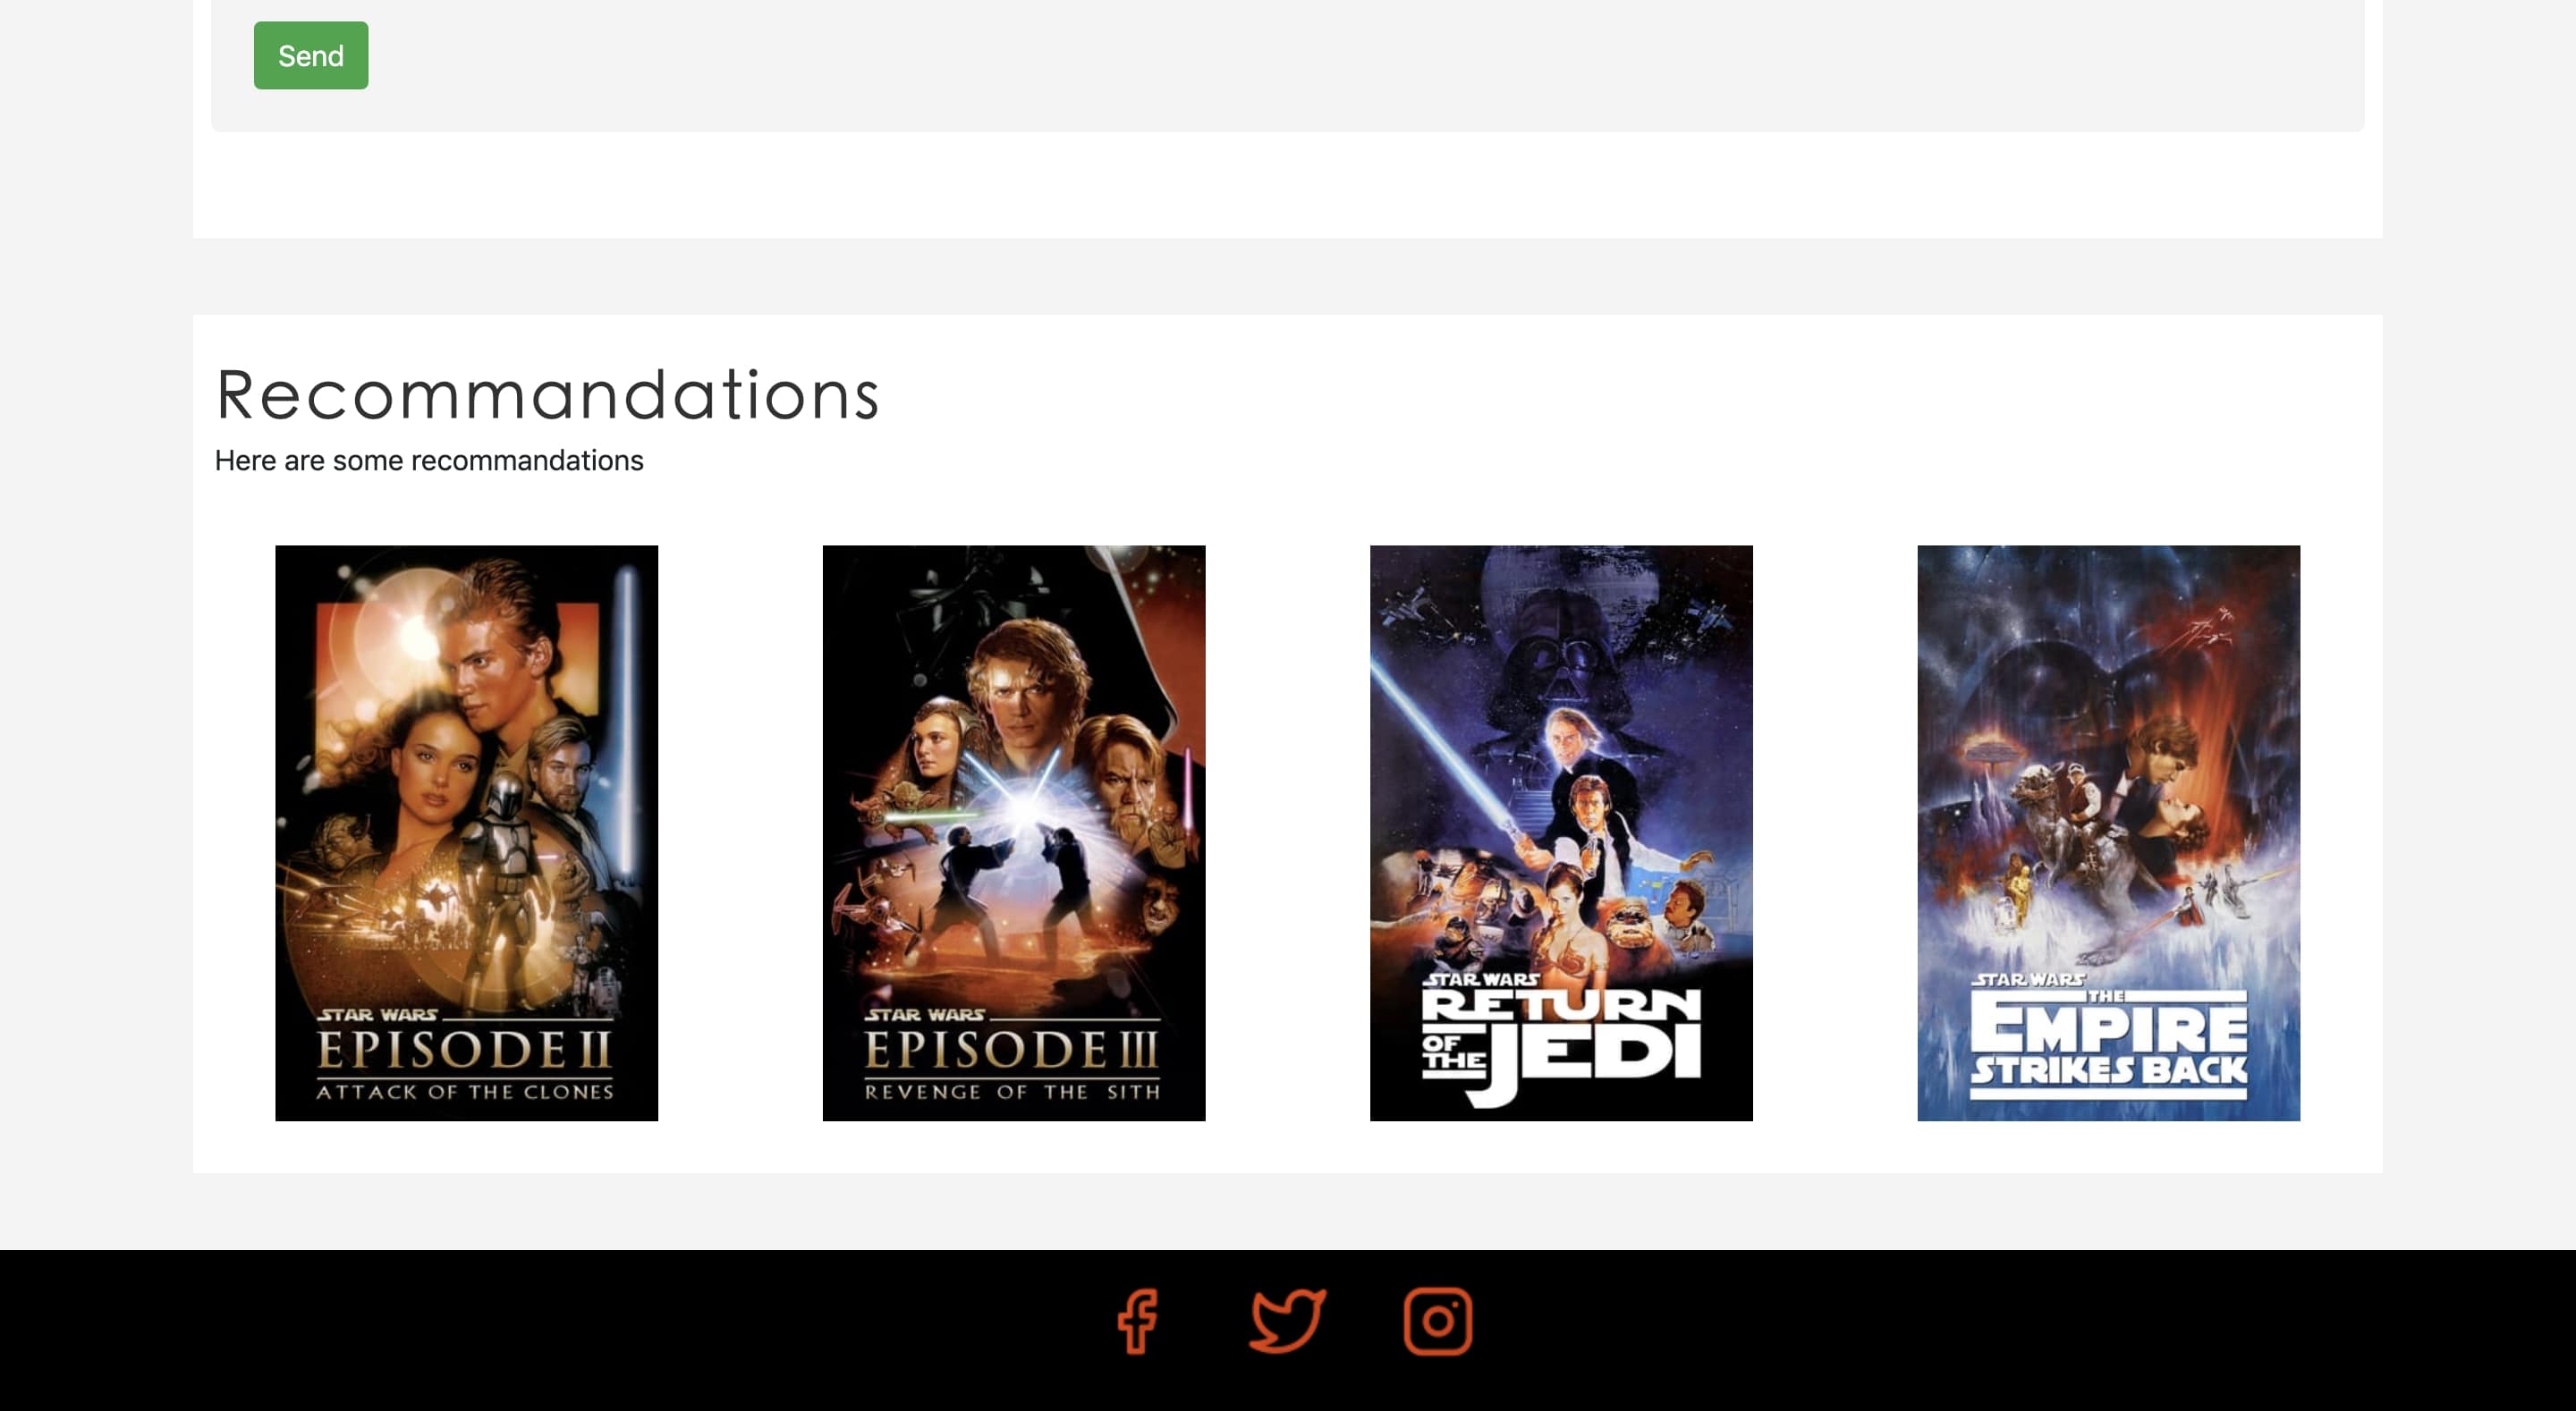 Send
Recommandations
Here are some recommandations
STAR WARS
EPISODE II
ATTACK OF THE CLONES
STAR WARS
EPISODE III
REVENGE OF THE SITH
STAR WARS
RETURN
OF THE
JEDI
STAR WARS
THE
EMPIRE
STRIKES BACK